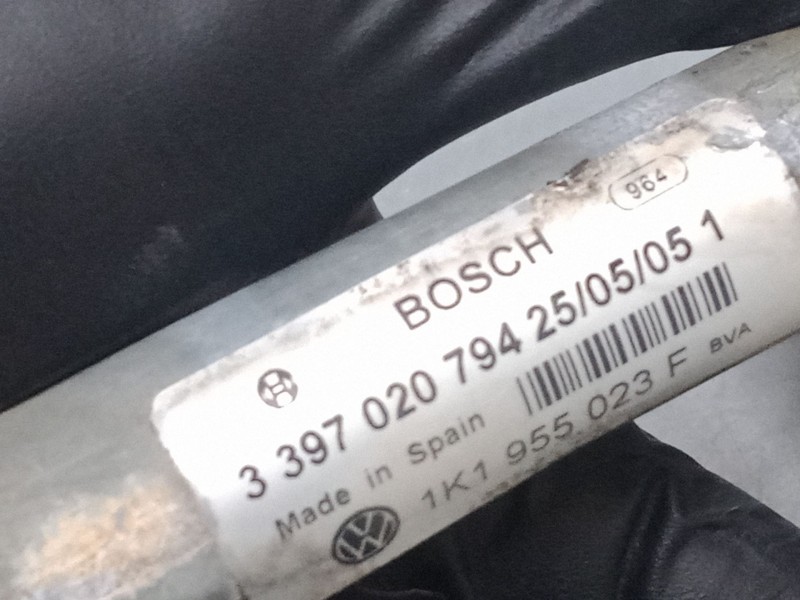 964
BOSCH
3 397 020 794 25/05/05 1
Made in Spain
1K1 955 023 F BVA